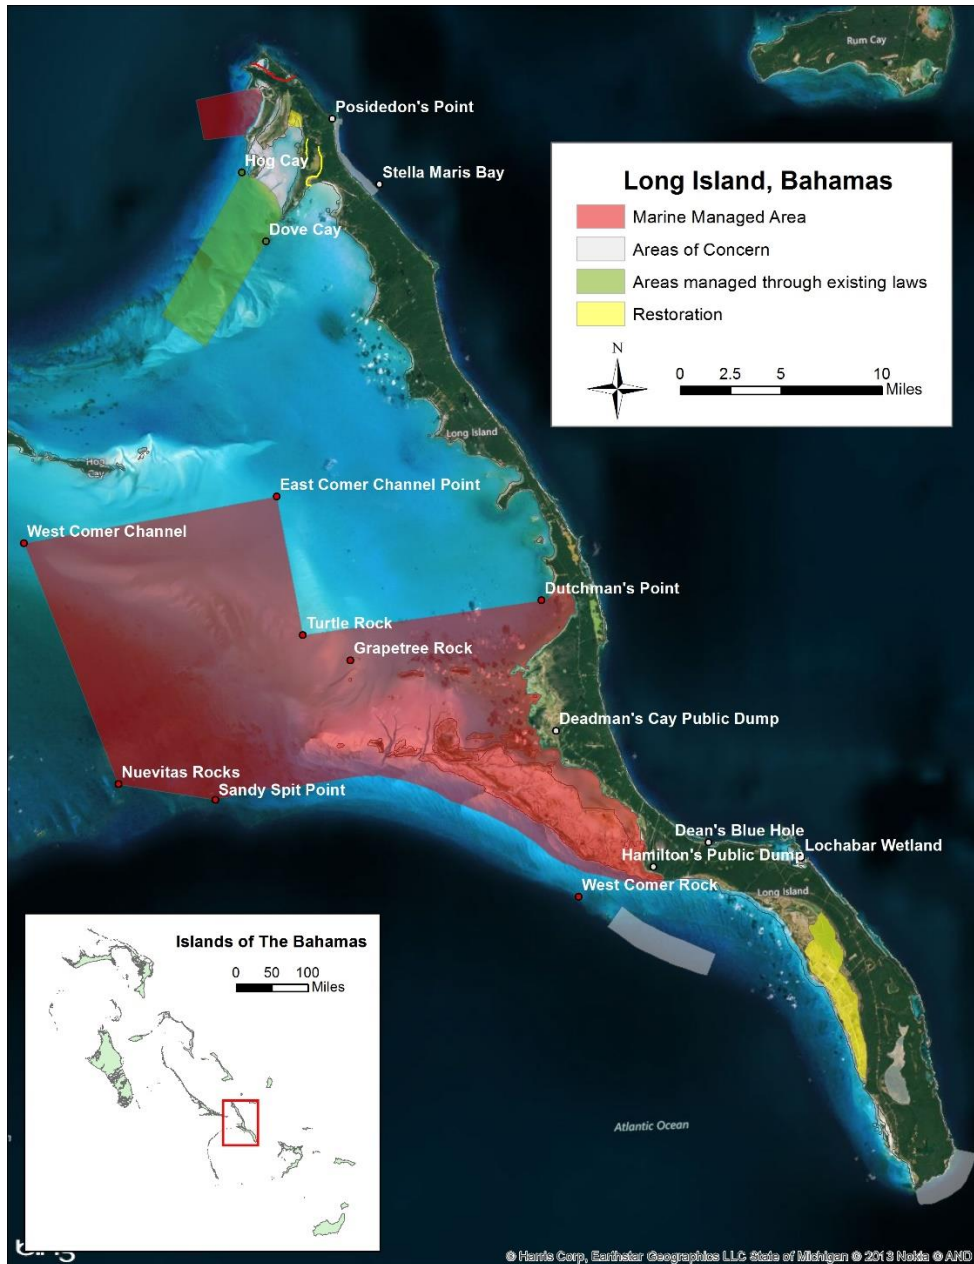 Rum Cay
Posidedon's Point
Hog Cay
Stella Maris Bay
Dove Cay
Long Island, Bahamas
Marine Managed Area
Areas of Concern
Areas managed through existing laws
Restoration
N
0 2.5 5 10
Miles
Long Island
Hog
Cay
East Comer Channel Point
West Comer Channel
Dutchman's Point
Turtle Rock
Grapetree Rock
Deadman's Cay Public Dump
Nuevitas Rocks
Sandy Spit Point
Dean's Blue Hole
Lochabar Wetland
Hamilton's Public Dump
West Comer Rock
Long Island
Islands of The Bahamas
0 50 100
Miles
Atlantic Ocean
© Harris Corp, Earthstar Geographics LLC State of Michigan © 2013 Nokia © AND